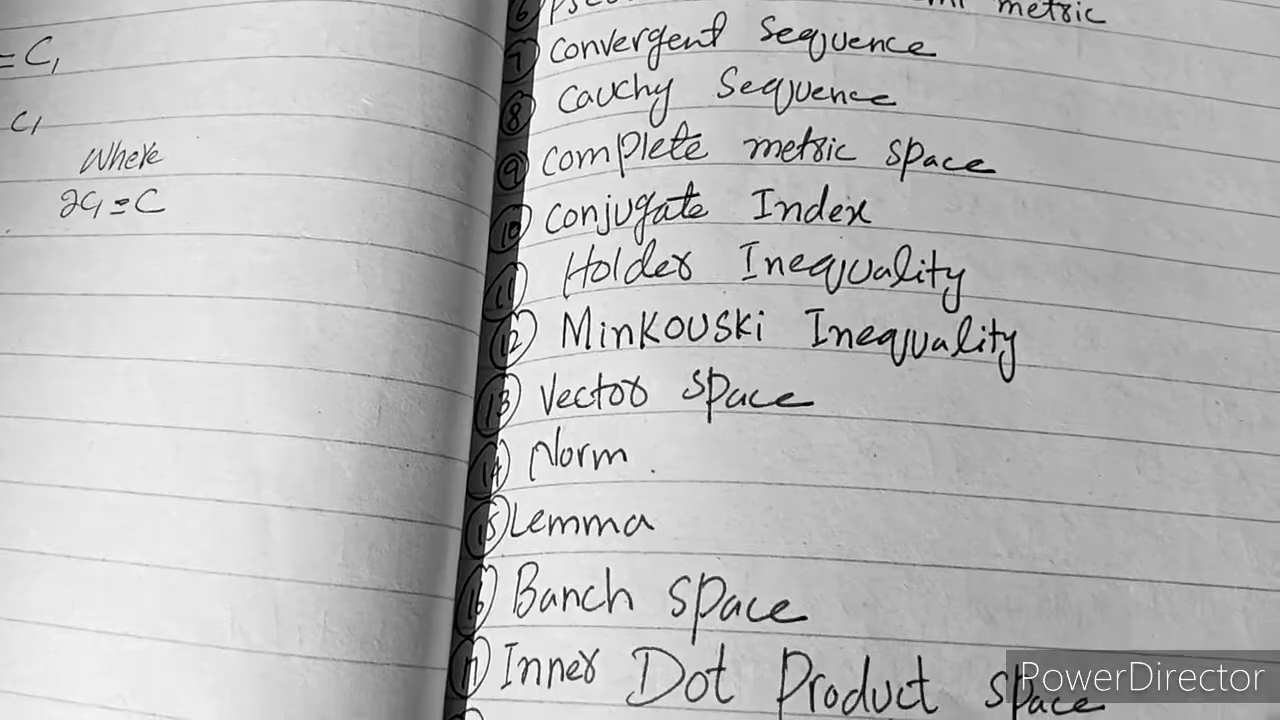 = C₁
C₁
Where
2C₁ = C
metric
7 Convergent Sequence
8 Cauchy Sequence
9 Complete metric space
10 Conjugate Index
11 Holder Inequality
12 Minkouski Inequality
13 Vector space
14 Norm
15 Lemma
16 Banch space
17 Inner Dot Product space
PowerDirector